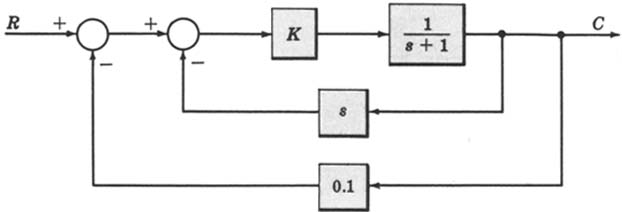 R + + K 1 C
s + 1
− −
s
0.1